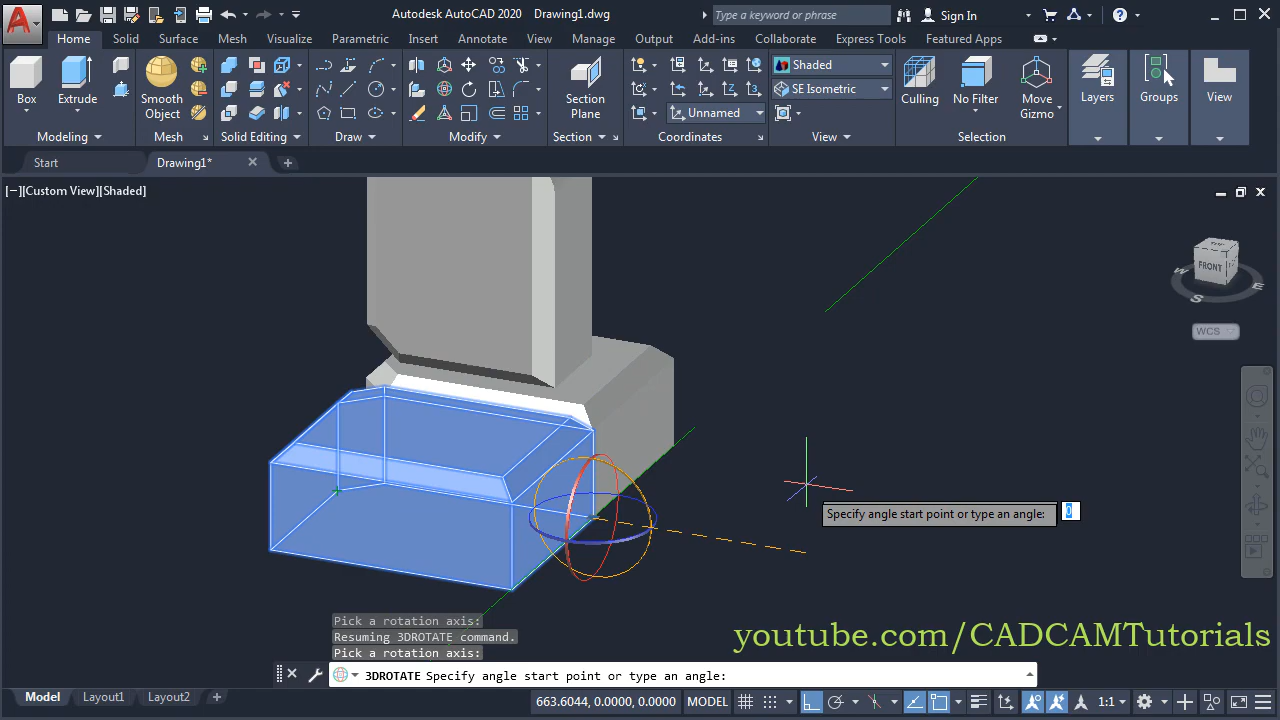 Autodesk AutoCAD 2020 Drawing1.dwg
Type a keyword or phrase
Sign In
Home Solid Surface Mesh Visualize Parametric Insert Annotate View Manage Output Add-ins Collaborate Express Tools Featured Apps
Box
Extrude
Smooth Object
Section Plane
Unnamed
Shaded
SE Isometric
Culling
No Filter
Move Gizmo
Layers
Groups
View
Modeling Mesh Solid Editing Draw Modify Section Coordinates View Selection
Start
Drawing1*
[−][Custom View][Shaded]
TOP
FRONT
W
S
E
WCS
Specify angle start point or type an angle: 0
Pick a rotation axis:
Resuming 3DROTATE command.
Pick a rotation axis:
3DROTATE Specify angle start point or type an angle:
youtube.com/CADCAMTutorials
Model Layout1 Layout2
663.6044, 0.0000, 0.0000 MODEL
1:1